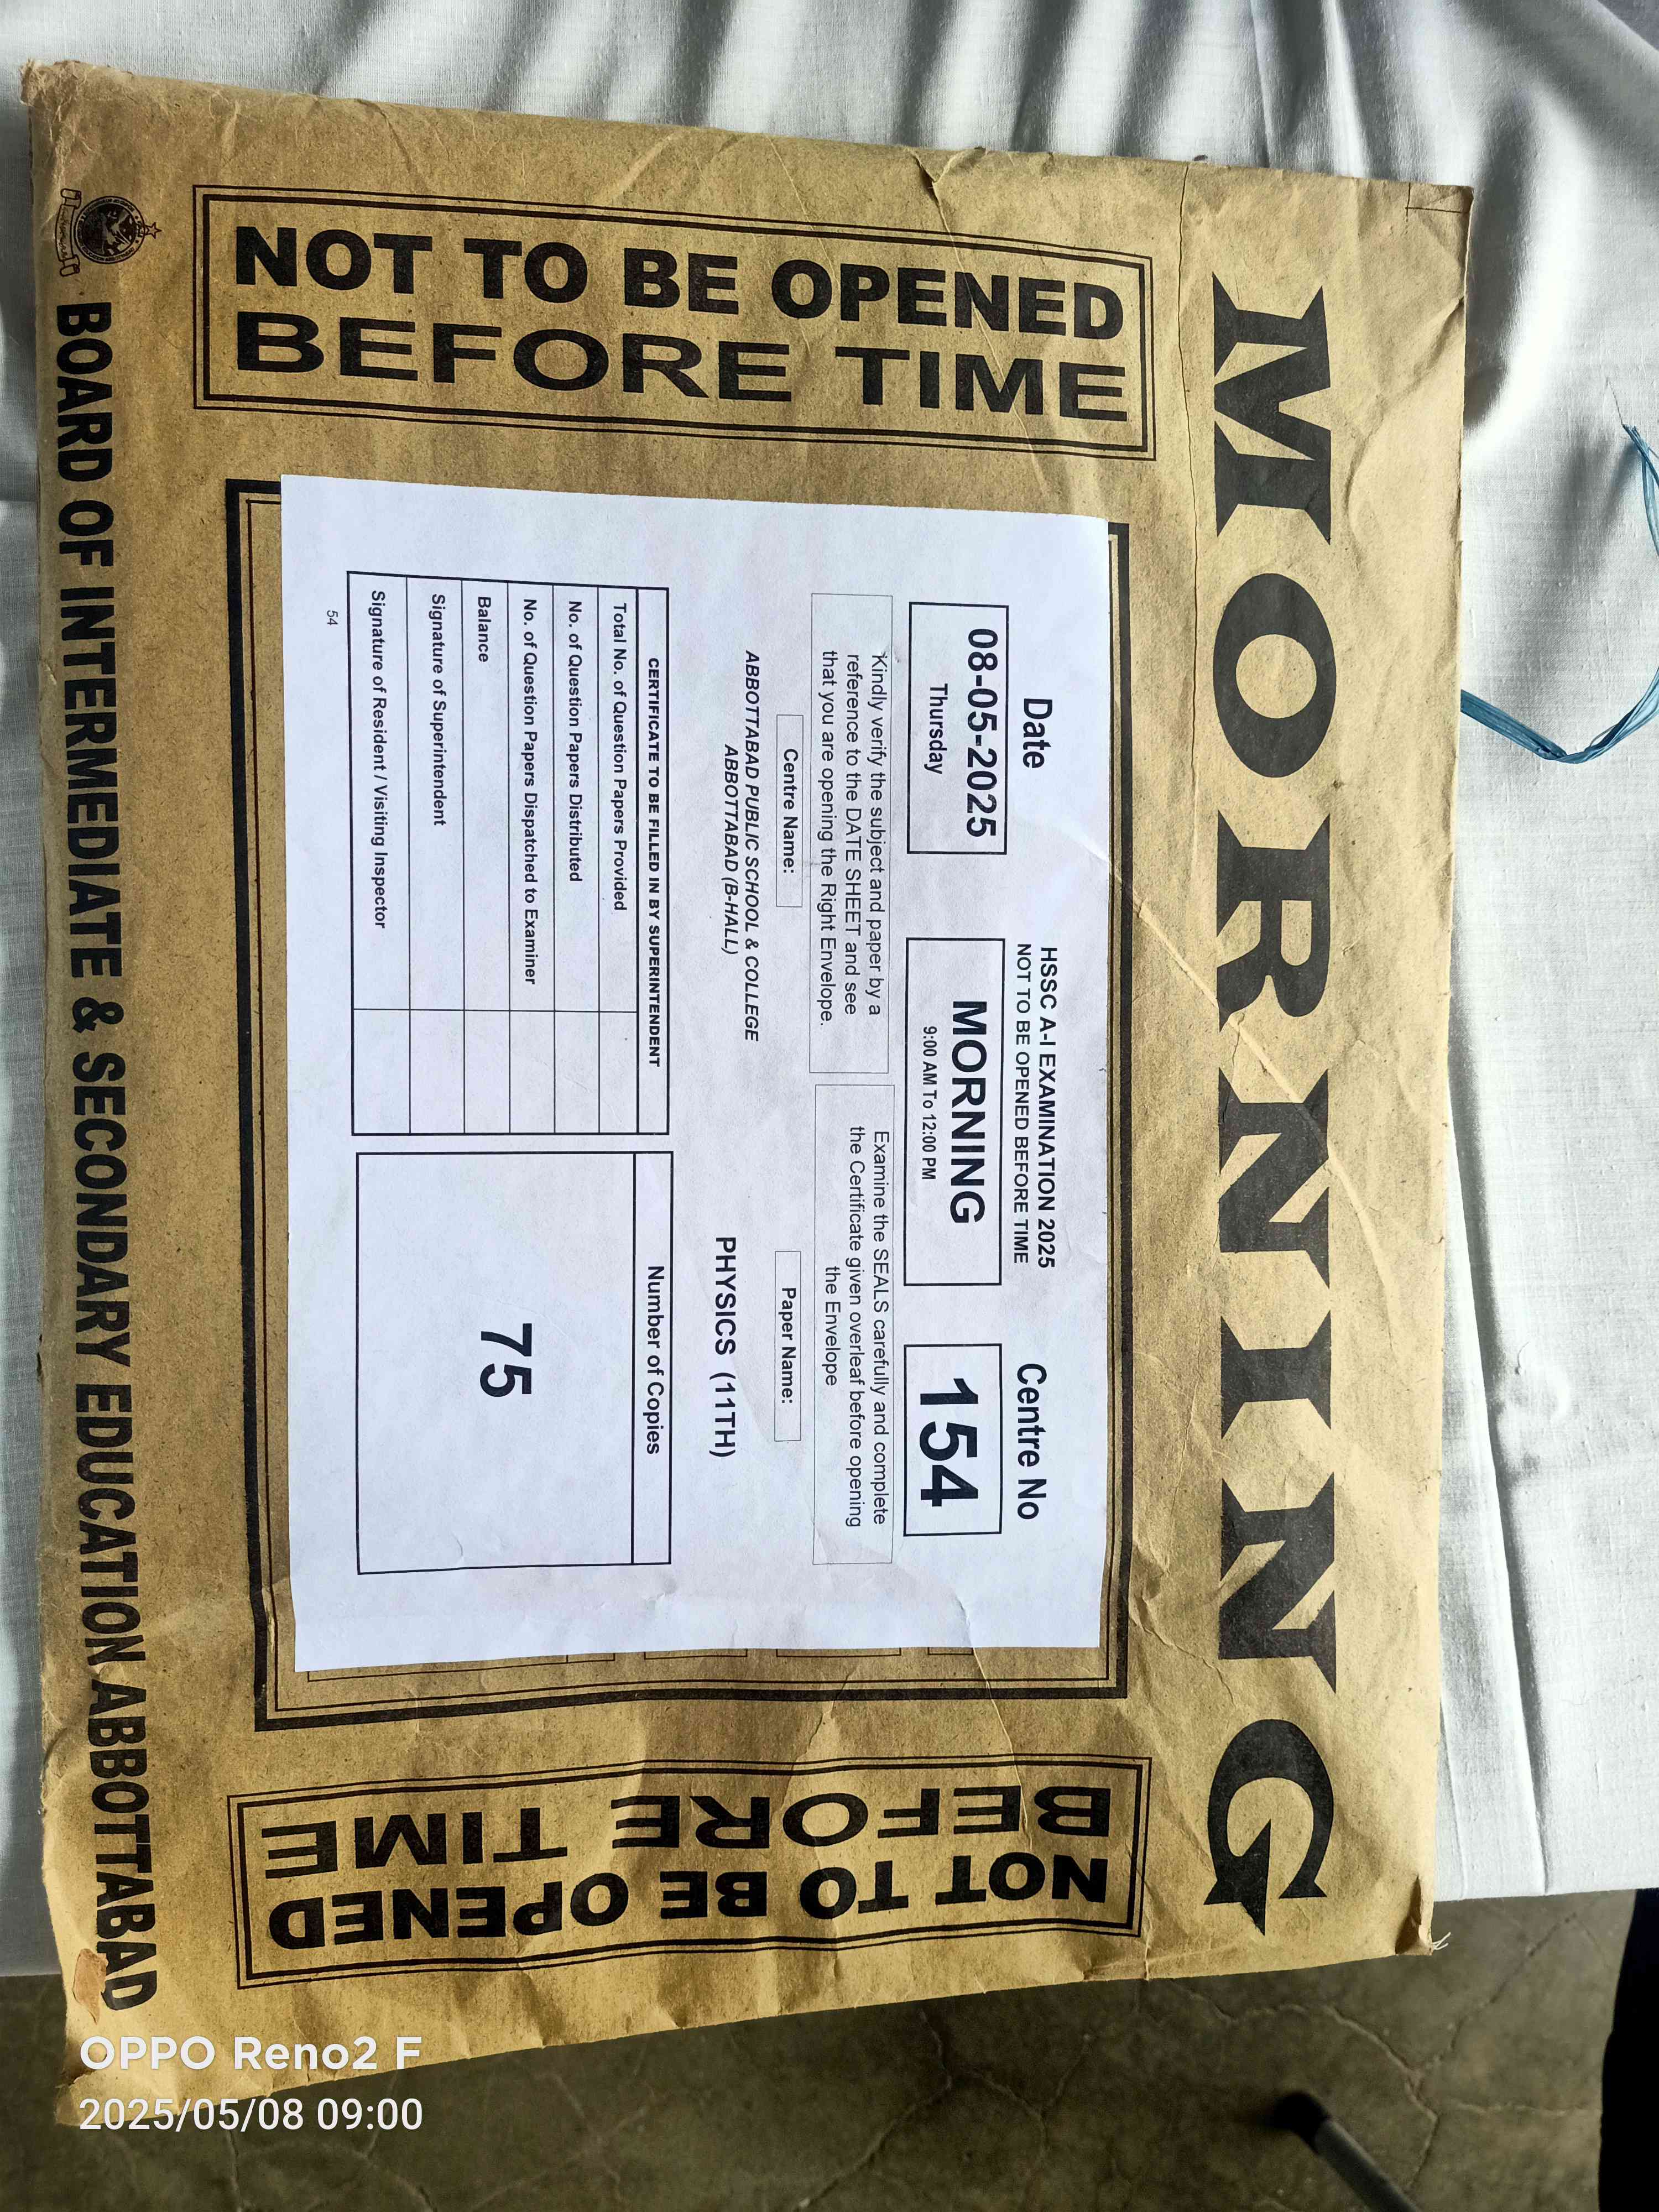 MORNING
NOT TO BE OPENED
BEFORE TIME
Date
HSSC A-I EXAMINATION 2025
NOT TO BE OPENED BEFORE TIME
Centre No
08-05-2025
Thursday
MORNING
9:00 AM To 12:00 PM
154
Kindly verify the subject and paper by a
reference to the DATE SHEET and see
that you are opening the Right Envelope.
Examine the SEALS carefully and complete
the Certificate given overleaf before opening
the Envelope
Centre Name:
Paper Name:
ABBOTTABAD PUBLIC SCHOOL & COLLEGE
ABBOTTABAD (B-HALL)
PHYSICS (11TH)
CERTIFICATE TO BE FILLED IN BY SUPERINTENDENT
Total No. of Question Papers Provided
No. of Question Papers Distributed
No. of Question Papers Dispatched to Examiner
Balance
Signature of Superintendent
Signature of Resident / Visiting Inspector
Number of Copies
75
54
NOT TO BE OPENED
BEFORE TIME
BOARD OF INTERMEDIATE & SECONDARY EDUCATION ABBOTTABAD
OPPO Reno2 F
2025/05/08 09:00